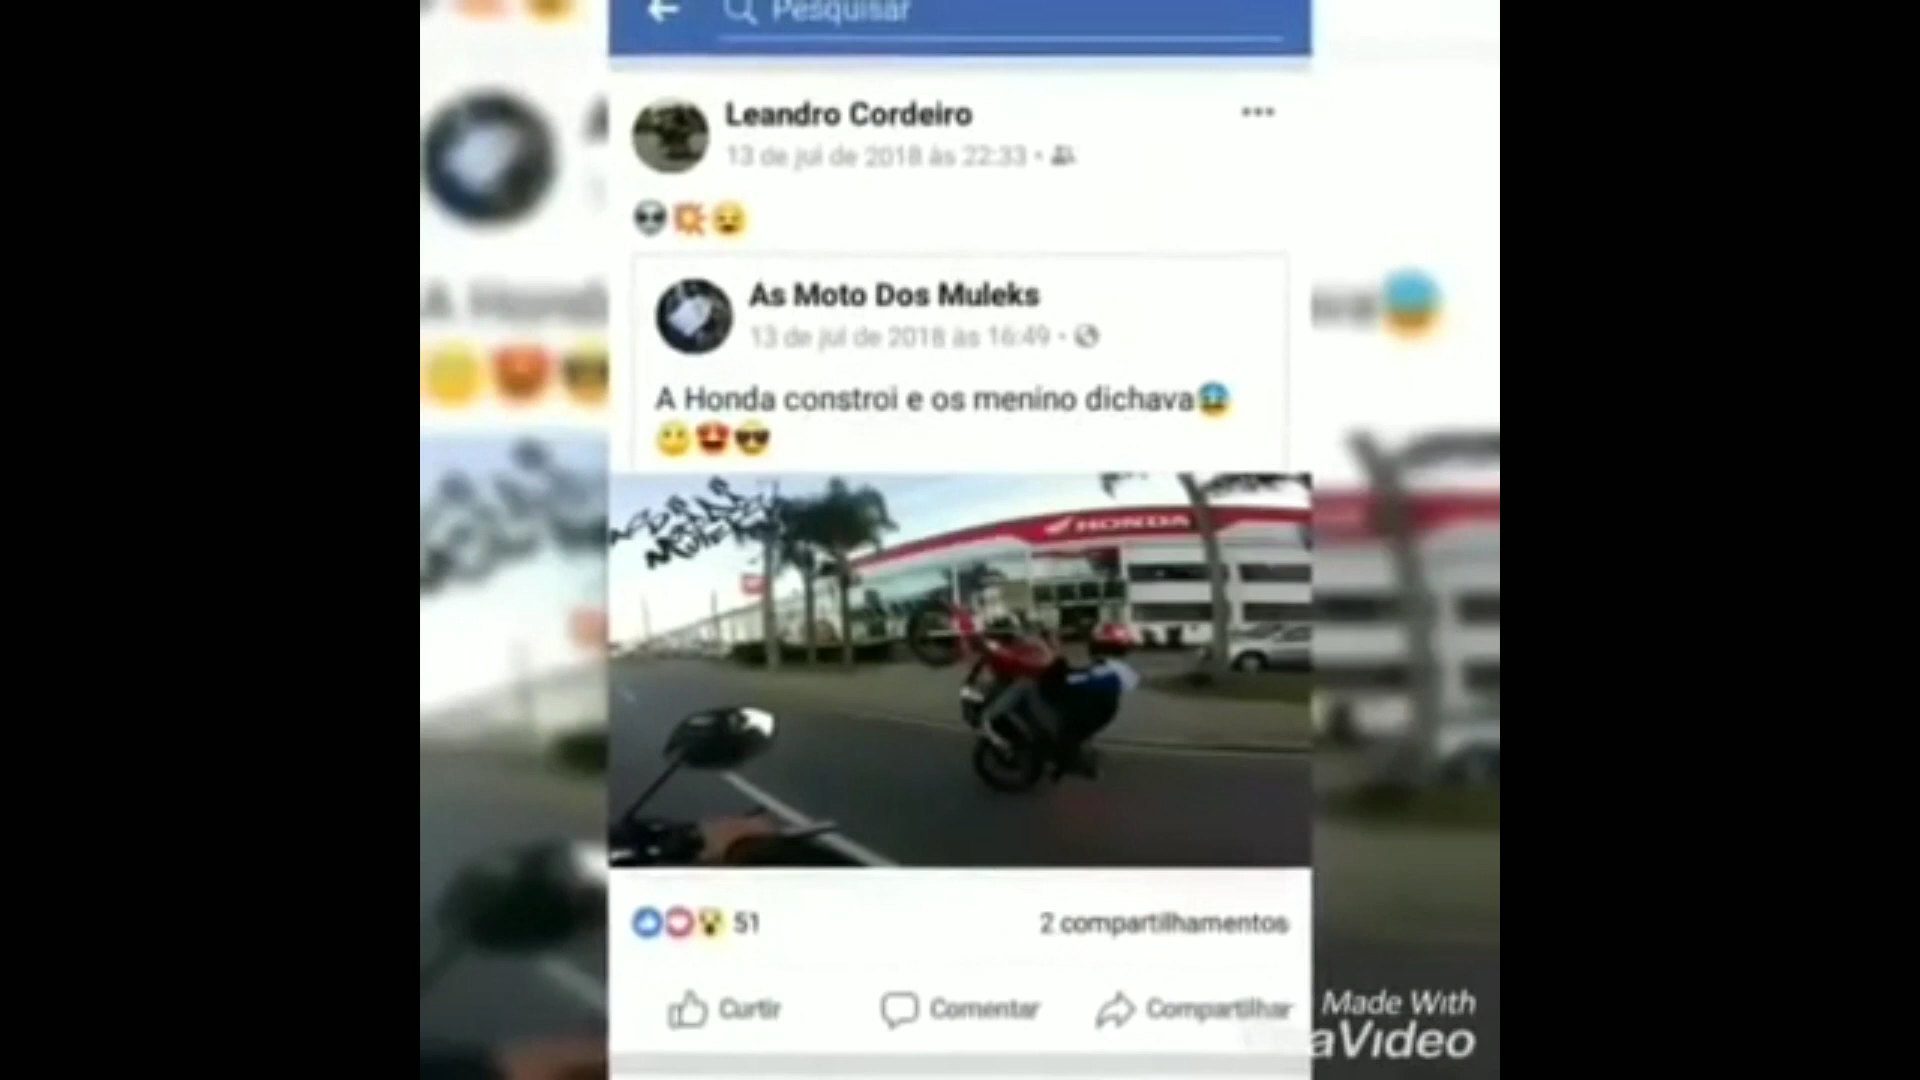 Pesquisar
Leandro Cordeiro
13 de jul de 2018 às 22:33
👽💥😧
As Moto Dos Muleks
13 de jul de 2018 às 16:49
A Honda constroi e os menino dichava😰
🙂😍😎
HONDA
51
2 compartilhamentos
Curtir
Comentar
Compartilhar
Made With
aVideo